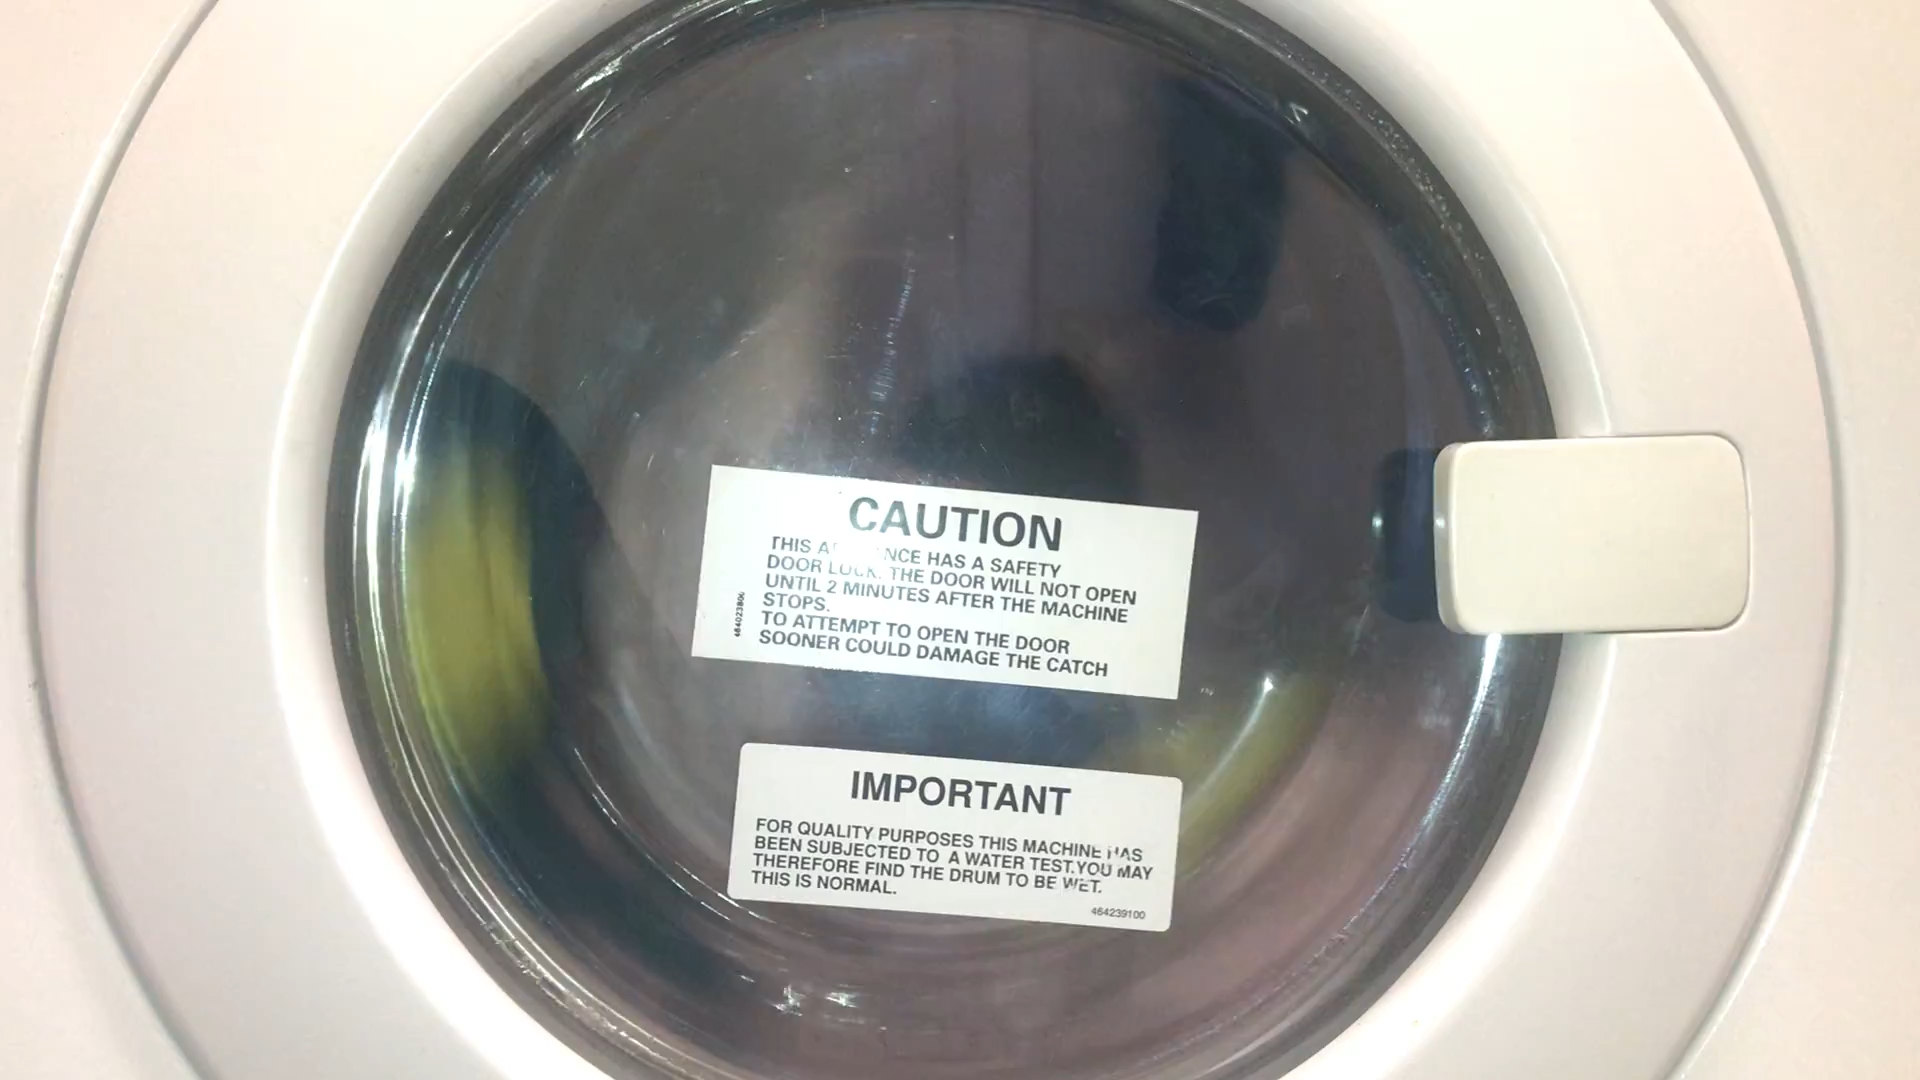 CAUTION
THIS A   NCE HAS A SAFETY
DOOR LOCK. THE DOOR WILL NOT OPEN
UNTIL 2 MINUTES AFTER THE MACHINE
STOPS.
TO ATTEMPT TO OPEN THE DOOR
SOONER COULD DAMAGE THE CATCH
464023806
IMPORTANT
FOR QUALITY PURPOSES THIS MACHINE HAS
BEEN SUBJECTED TO A WATER TEST.YOU MAY
THEREFORE FIND THE DRUM TO BE WET.
THIS IS NORMAL.
464239100